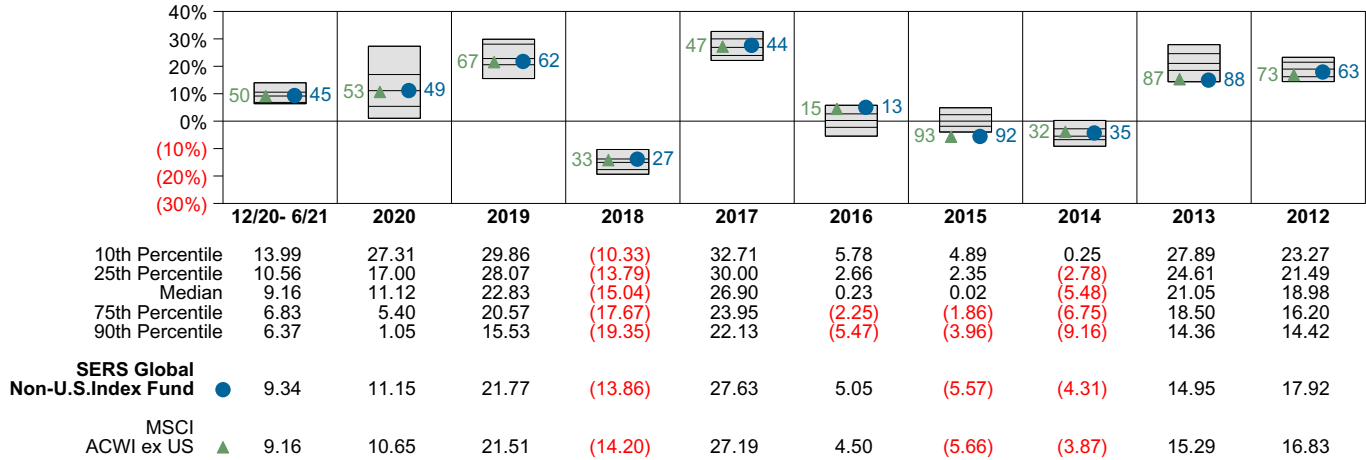 40%
30%
20%
10%
0%
(10%)
(20%)
(30%)
50 45
53 49
67 62
33 27
47 44
15 13
93 92
32 35
87 88
73 63
12/20- 6/21 2020 2019 2018 2017 2016 2015 2014 2013 2012
10th Percentile 13.99 27.31 29.86 (10.33) 32.71 5.78 4.89 0.25 27.89 23.27
25th Percentile 10.56 17.00 28.07 (13.79) 30.00 2.66 2.35 (2.78) 24.61 21.49
Median 9.16 11.12 22.83 (15.04) 26.90 0.23 0.02 (5.48) 21.05 18.98
75th Percentile 6.83 5.40 20.57 (17.67) 23.95 (2.25) (1.86) (6.75) 18.50 16.20
90th Percentile 6.37 1.05 15.53 (19.35) 22.13 (5.47) (3.96) (9.16) 14.36 14.42
SERS Global
Non-U.S.Index Fund 9.34 11.15 21.77 (13.86) 27.63 5.05 (5.57) (4.31) 14.95 17.92
MSCI
ACWI ex US 9.16 10.65 21.51 (14.20) 27.19 4.50 (5.66) (3.87) 15.29 16.83